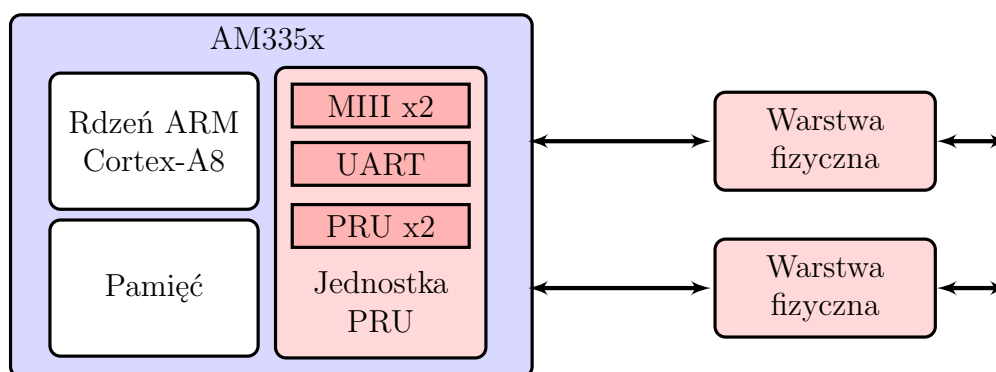 AM335x
Rdzeń ARM
Cortex-A8
Pamięć
MIII x2
UART
PRU x2
Jednostka
PRU
Warstwa
fizyczna
Warstwa
fizyczna